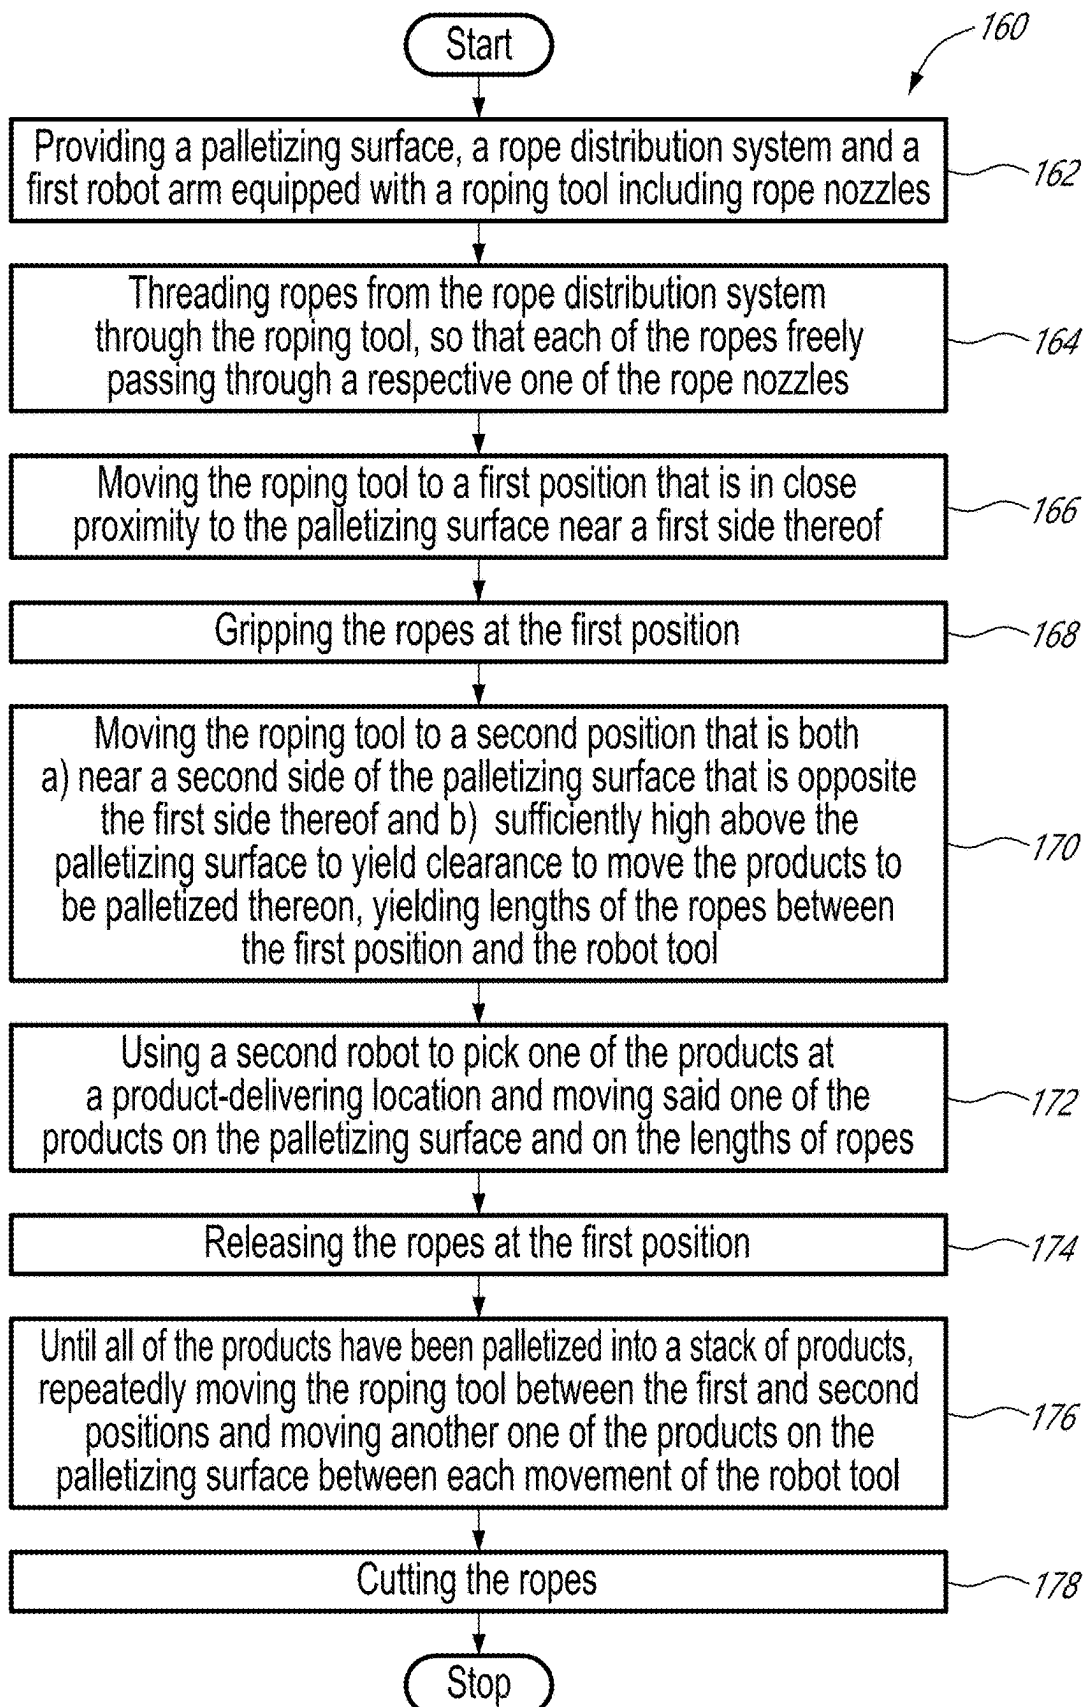 Start
160
Providing a palletizing surface, a rope distribution system and a
first robot arm equipped with a roping tool including rope nozzles
162
Threading ropes from the rope distribution system
through the roping tool, so that each of the ropes freely
passing through a respective one of the rope nozzles
164
Moving the roping tool to a first position that is in close
proximity to the palletizing surface near a first side thereof
166
Gripping the ropes at the first position
168
Moving the roping tool to a second position that is both
a) near a second side of the palletizing surface that is opposite
the first side thereof and b) sufficiently high above the
palletizing surface to yield clearance to move the products to
be palletized thereon, yielding lengths of the ropes between
the first position and the robot tool
170
Using a second robot to pick one of the products at
a product-delivering location and moving said one of the
products on the palletizing surface and on the lengths of ropes
172
Releasing the ropes at the first position
174
Until all of the products have been palletized into a stack of products,
repeatedly moving the roping tool between the first and second
positions and moving another one of the products on the
palletizing surface between each movement of the robot tool
176
Cutting the ropes
178
Stop